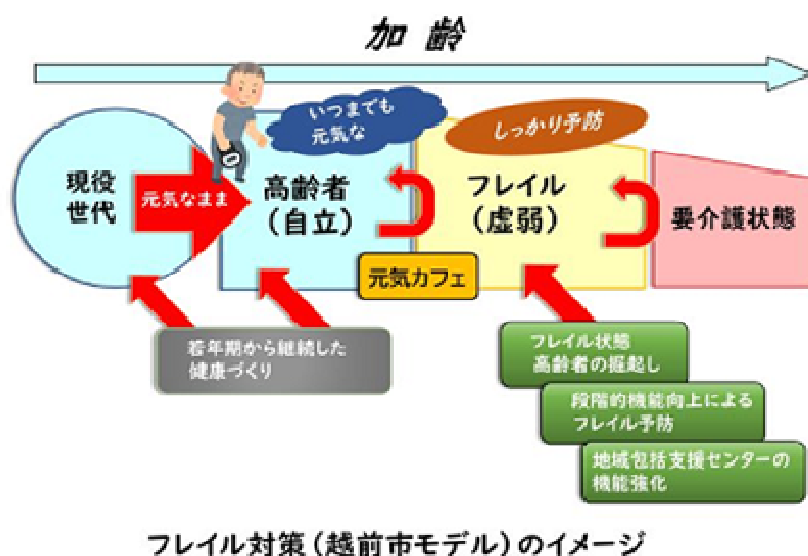 加齢
いつまでも
元気な
しっかり予防
現役
世代
元気なまま
高齢者
(自立)
フレイル
(虚弱)
要介護状態
元気カフェ
若年期から継続した
健康づくり
フレイル状態
高齢者の掘起し
段階的機能向上による
フレイル予防
地域包括支援センターの
機能強化
フレイル対策(越前市モデル)のイメージ